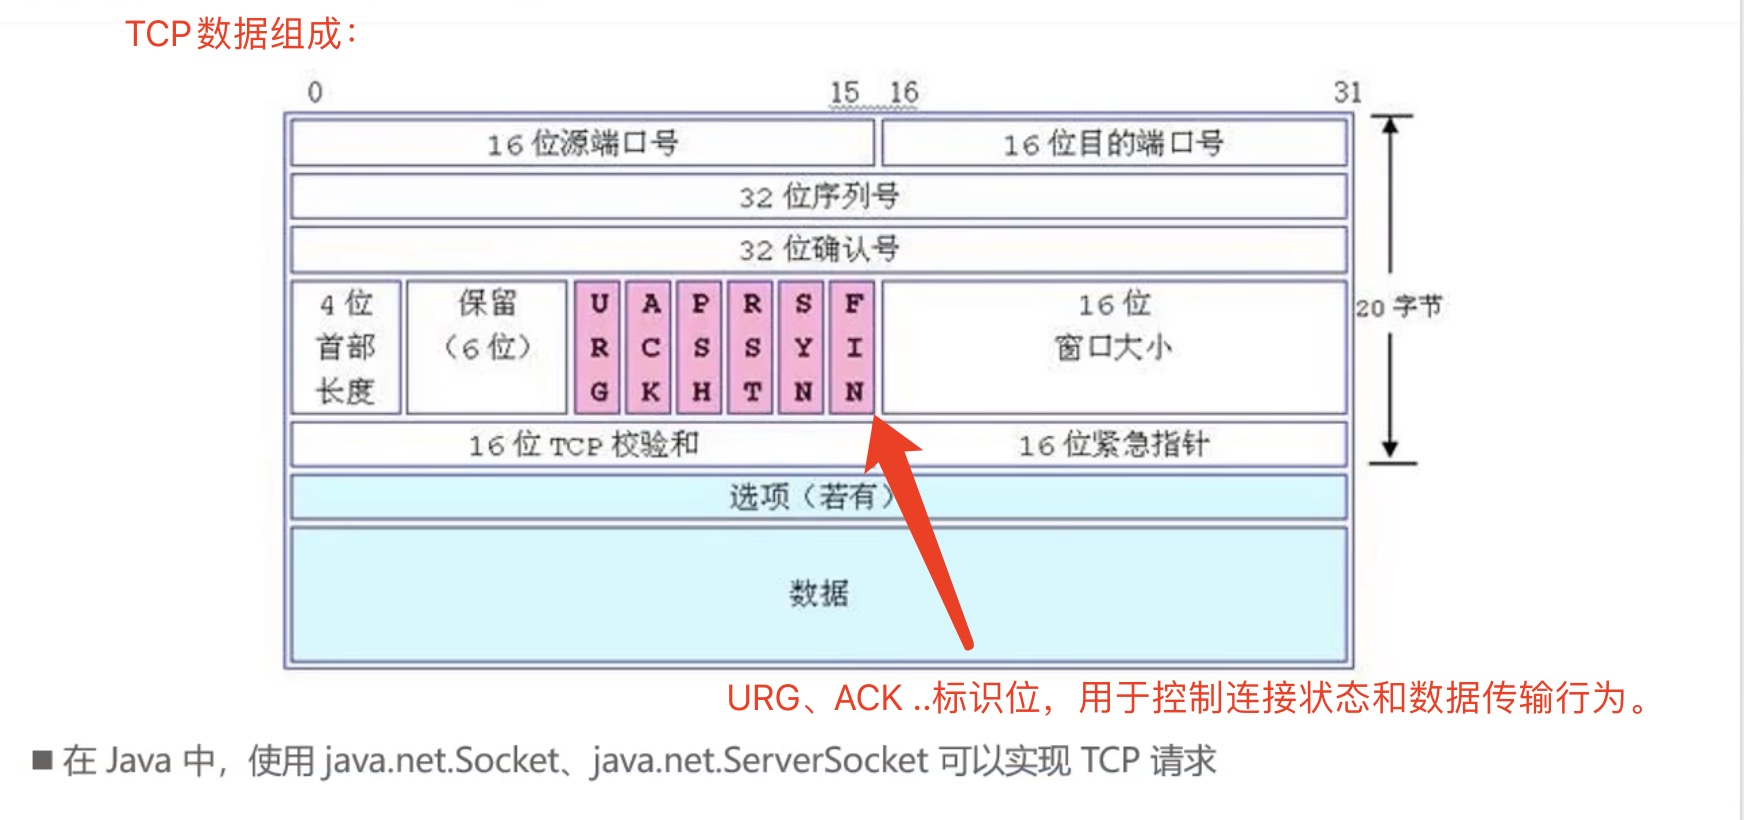 TCP数据组成：
0 15 16 31
16 位源端口号 16 位目的端口号
32 位序列号
32 位确认号
4 位首部长度 保留（6 位） URG ACK PSH RST SYN FIN 16 位窗口大小
20 字节
16 位 TCP 校验和 16 位紧急指针
选项（若有）
数据
URG、ACK ..标识位，用于控制连接状态和数据传输行为。
■ 在 Java 中，使用 java.net.Socket、java.net.ServerSocket 可以实现 TCP 请求